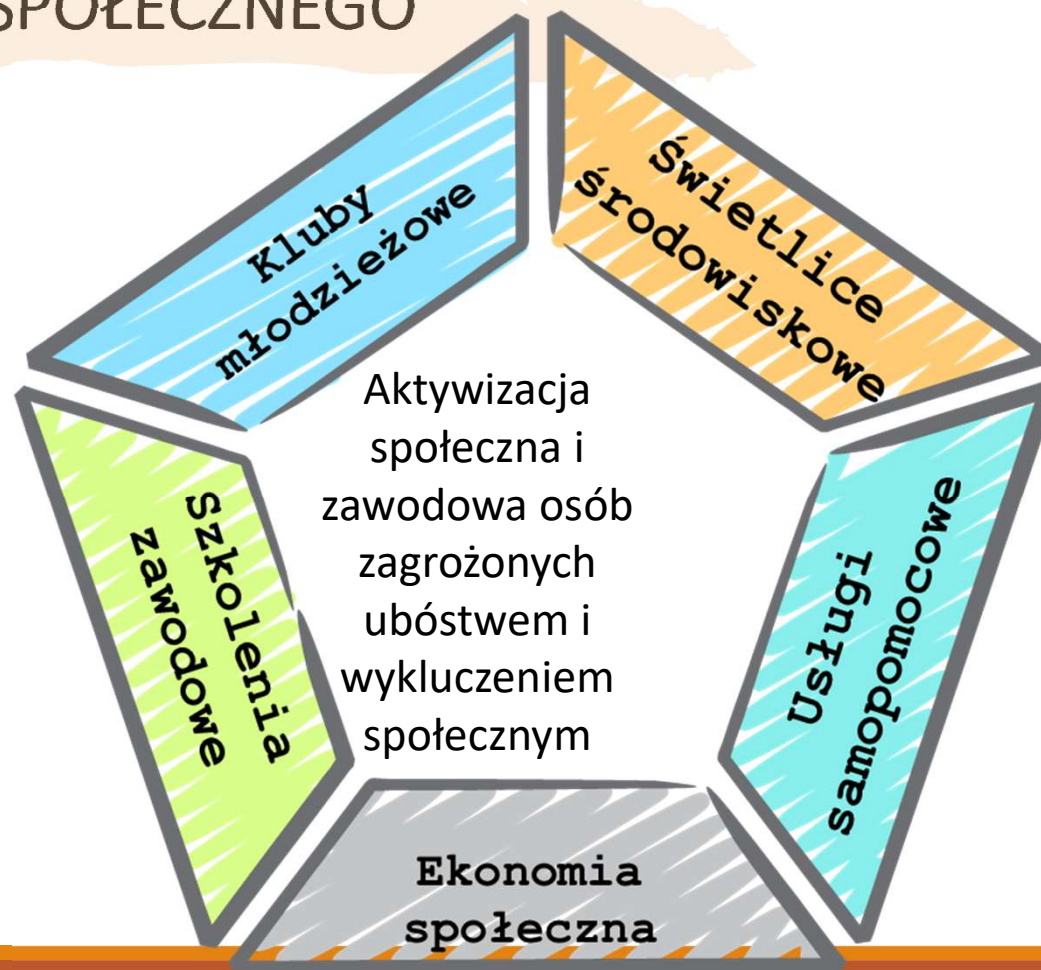 SPOŁECZNEGO
Kluby
młodzieżowe
Świetlice
środowiskowe
Aktywizacja
społeczna i
zawodowa osób
zagrożonych
ubóstwem i
wykluczeniem
społecznym
Szkolenia
zawodowe
Usługi
samopomocowe
Ekonomia
społeczna